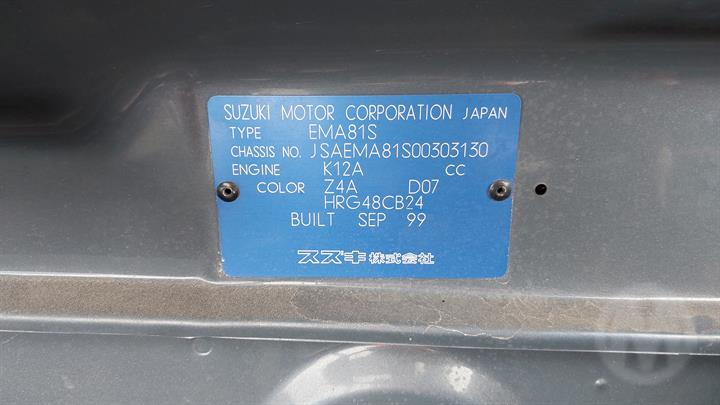 SUZUKI MOTOR CORPORATION JAPAN
TYPE EMA81S
CHASSIS NO. JSAEMA81S00303130
ENGINE K12A CC
COLOR Z4A D07
HRG48CB24
BUILT SEP 99
スズキ株式会社